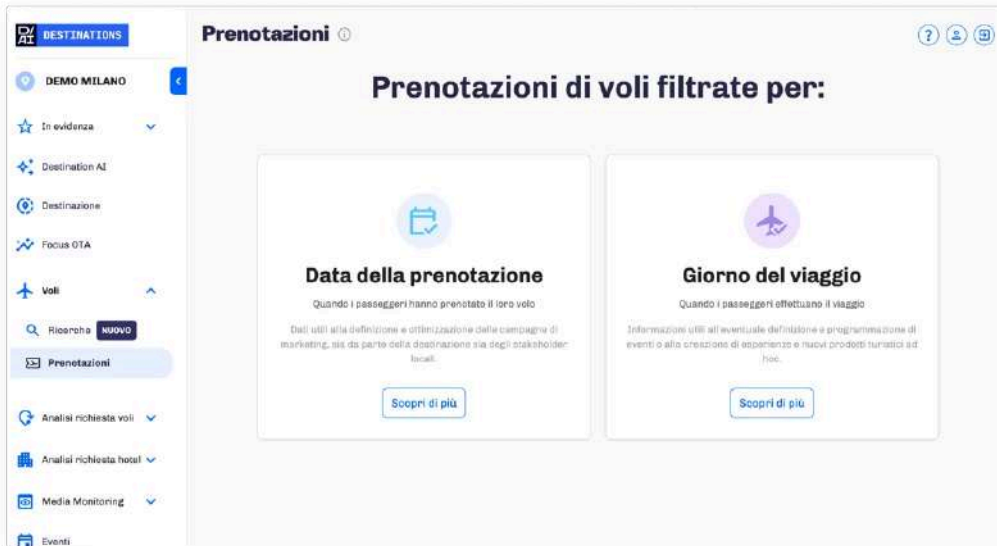 D/
AI
DESTINATIONS
DEMO MILANO
In evidenza
Destination AI
Destinazione
Focus OTA
Voli
Ricerche NUOVO
Prenotazioni
Analisi richiesta voli
Analisi richiesta hotel
Media Monitoring
Eventi
Prenotazioni
Prenotazioni di voli filtrate per:
Data della prenotazione
Quando i passeggeri hanno prenotato il loro volo
Dati utili alla definizione e ottimizzazione delle campagne di
marketing, sia da parte della destinazione sia degli stakeholder
locali.
Scopri di più
Giorno del viaggio
Quando i passeggeri effettuano il viaggio
Informazioni utili all'eventuale definizione e programmazione di
eventi o alla creazione di esperienze e nuovi prodotti turistici ad
hoc.
Scopri di più